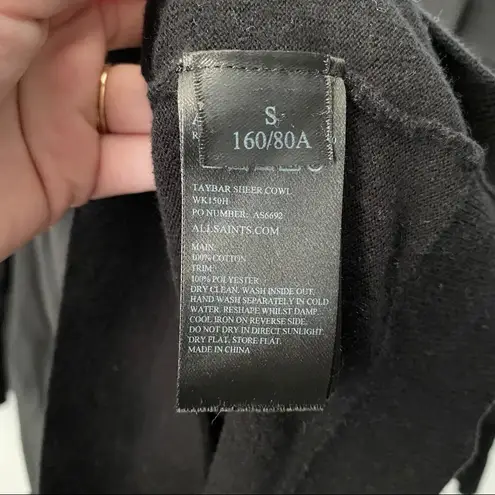 S
160/80A
TAYBAR SHEER COWL
WK150H
PO NUMBER: AS6692
ALLSAINTS.COM
MAIN:
100% COTTON
TRIM:
100% POLYESTER
DRY CLEAN. WASH INSIDE OUT.
HAND WASH SEPARATELY IN COLD
WATER. RESHAPE WHILST DAMP.
COOL IRON ON REVERSE SIDE.
DO NOT DRY IN DIRECT SUNLIGHT.
DRY FLAT. STORE FLAT.
MADE IN CHINA